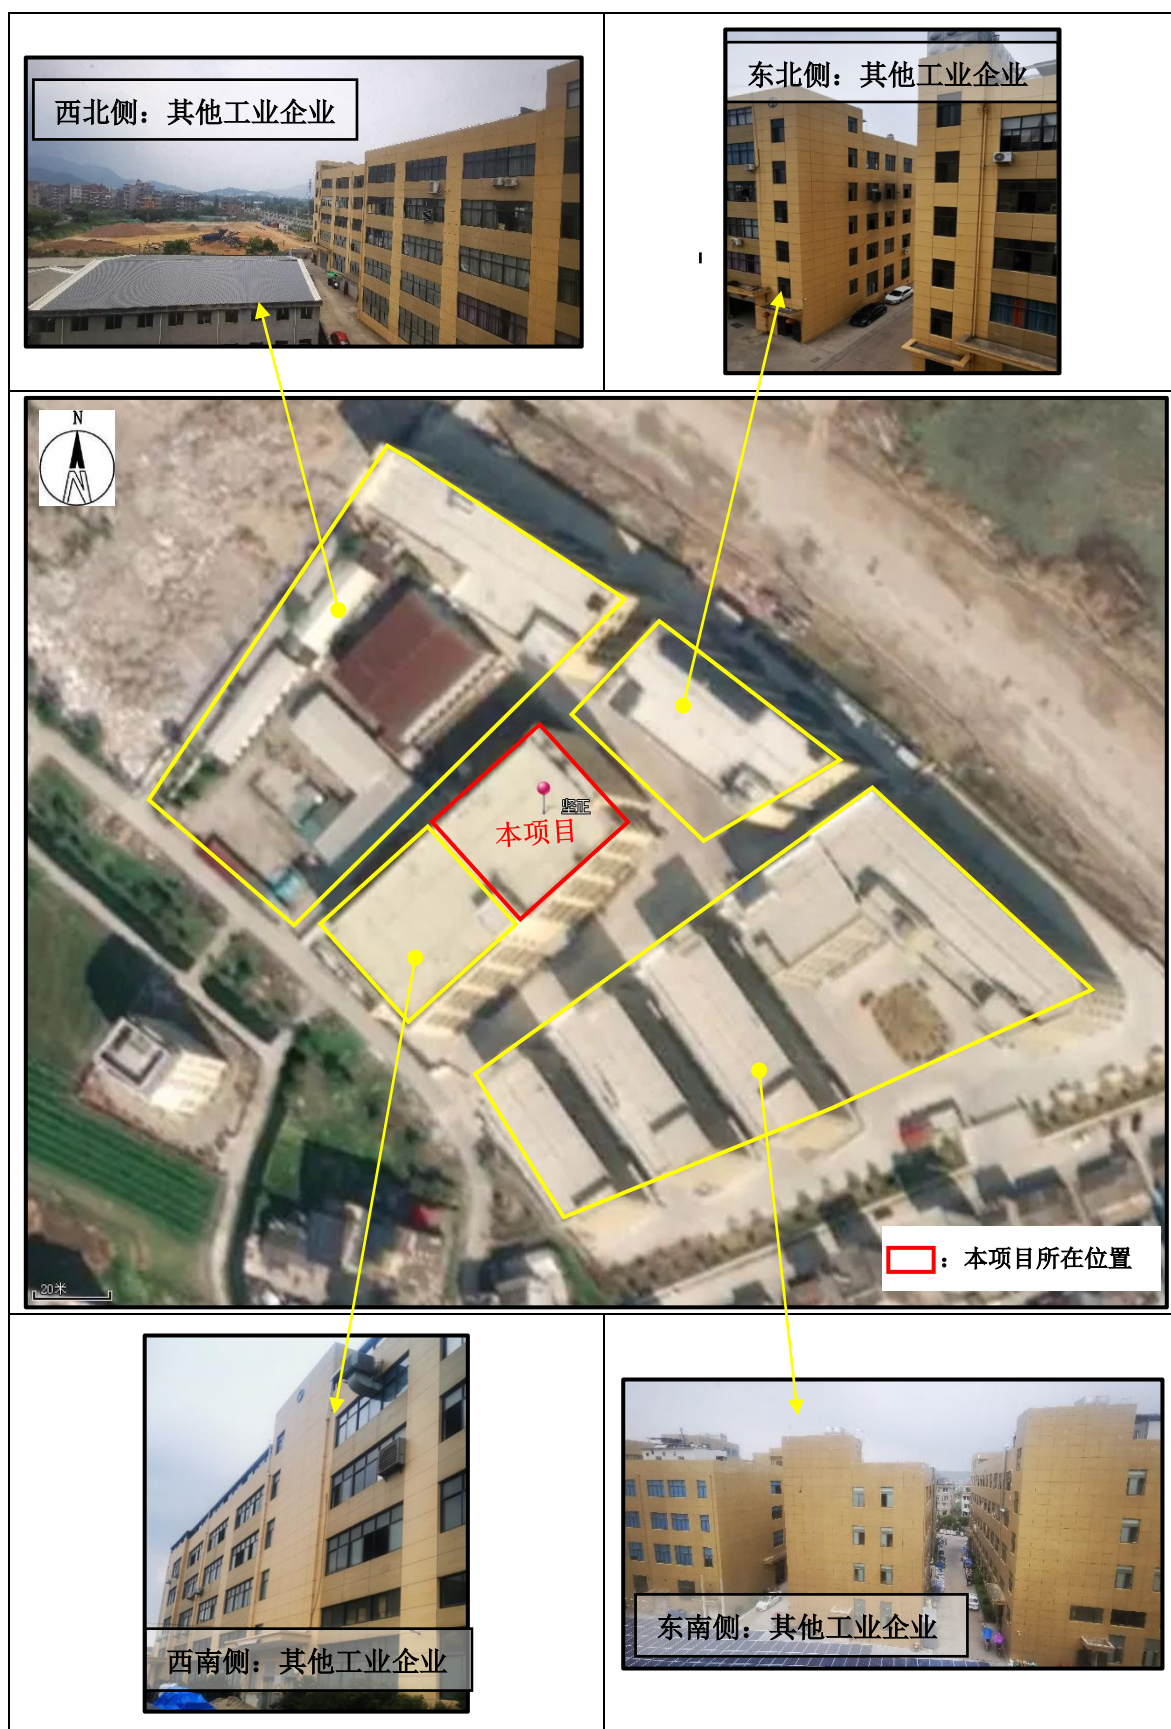 西北侧：其他工业企业
东北侧：其他工业企业
N
坚正
本项目
：本项目所在位置
20米
西南侧：其他工业企业
东南侧：其他工业企业